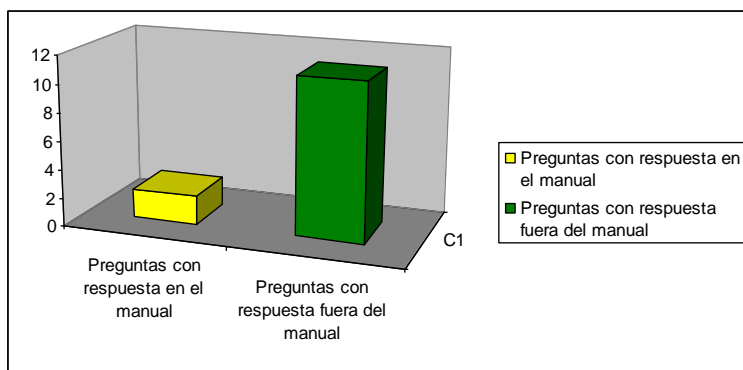 12
10
8
6
4
2
0
Preguntas con
respuesta en el
manual
Preguntas con
respuesta fuera del
manual
C1
Preguntas con respuesta en
el manual
Preguntas con respuesta
fuera del manual